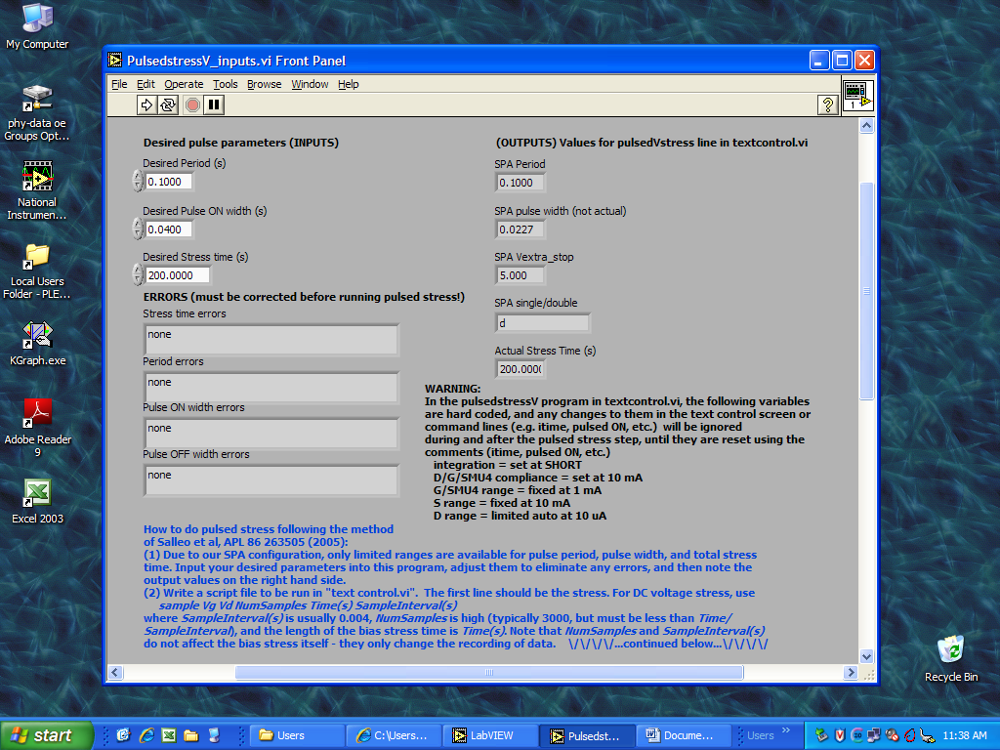 My Computer
phy-data oe
Groups Opt...
National
Instrumen...
Local Users
Folder - PLE...
KGraph.exe
Adobe Reader
9
Excel 2003
Recycle Bin
PulsedstressV_inputs.vi Front Panel
File Edit Operate Tools Browse Window Help
?
1
Desired pulse parameters (INPUTS)
Desired Period (s)
0.1000
Desired Pulse ON width (s)
0.0400
Desired Stress time (s)
200.0000
ERRORS (must be corrected before running pulsed stress!)
Stress time errors
none
Period errors
none
Pulse ON width errors
none
Pulse OFF width errors
none
(OUTPUTS) Values for pulsedVstress line in textcontrol.vi
SPA Period
0.1000
SPA pulse width (not actual)
0.0227
SPA Vextra_stop
5.000
SPA single/double
d
Actual Stress Time (s)
200.000(
WARNING:
In the pulsedstressV program in textcontrol.vi, the following variables
are hard coded, and any changes to them in the text control screen or
command lines (e.g. itime, pulsed ON, etc.) will be ignored
during and after the pulsed stress step, until they are reset using the
comments (itime, pulsed ON, etc.)
integration = set at SHORT
D/G/SMU4 compliance = set at 10 mA
G/SMU4 range = fixed at 1 mA
S range = fixed at 10 mA
D range = limited auto at 10 uA
How to do pulsed stress following the method
of Salleo et al, APL 86 263505 (2005):
(1) Due to our SPA configuration, only limited ranges are available for pulse period, pulse width, and total stress
time. Input your desired parameters into this program, adjust them to eliminate any errors, and then note the
output values on the right hand side.
(2) Write a script file to be run in "text control.vi". The first line should be the stress. For DC voltage stress, use
sample Vg Vd NumSamples Time(s) SampleInterval(s)
where SampleInterval(s) is usually 0.004, NumSamples is high (typically 3000, but must be less than Time/
SampleInterval), and the length of the bias stress time is Time(s). Note that NumSamples and SampleInterval(s)
do not affect the bias stress itself - they only change the recording of data. \/\/\/\/...continued below...\/\/\/\/
start
Users
C:\Users...
LabVIEW
Pulsedst...
Docume...
Users »
11:38 AM